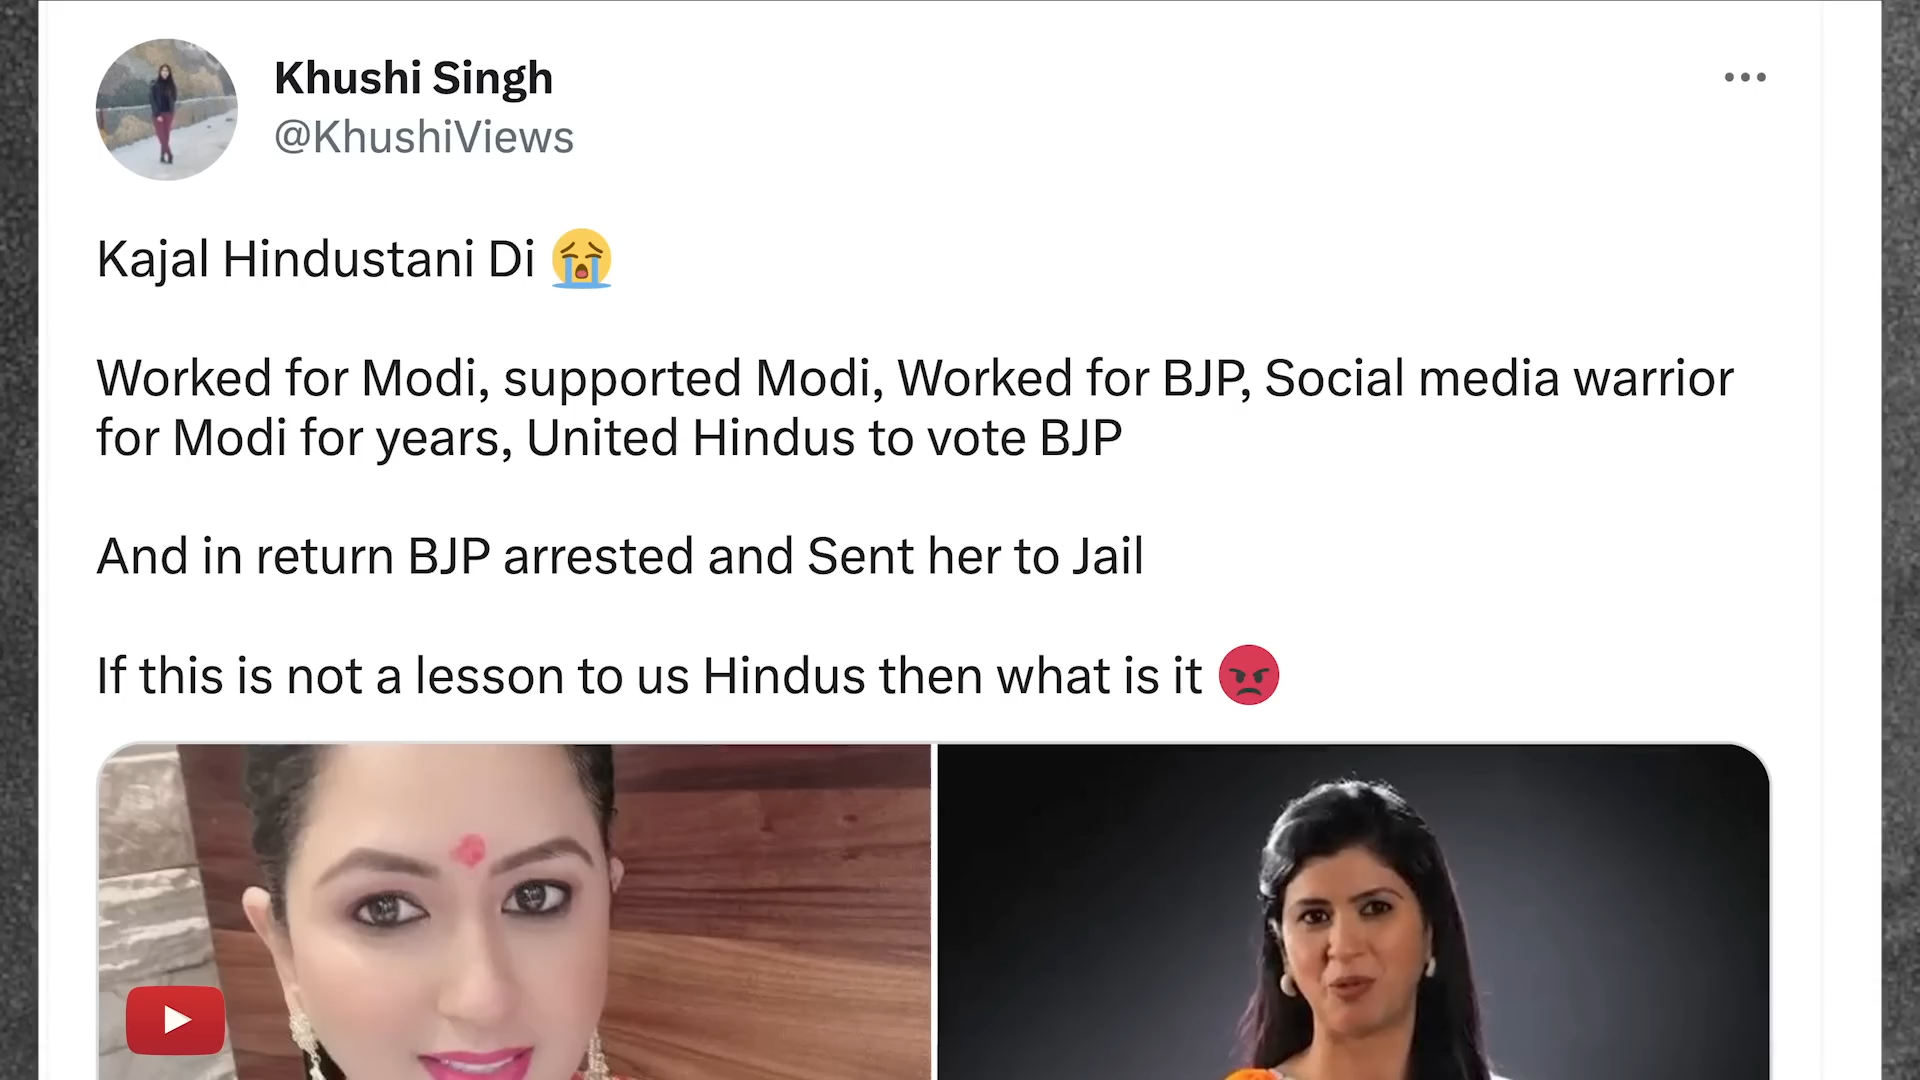 Khushi Singh
@KhushiViews
Kajal Hindustani Di 😭
Worked for Modi, supported Modi, Worked for BJP, Social media warrior
for Modi for years, United Hindus to vote BJP
And in return BJP arrested and Sent her to Jail
If this is not a lesson to us Hindus then what is it 😡